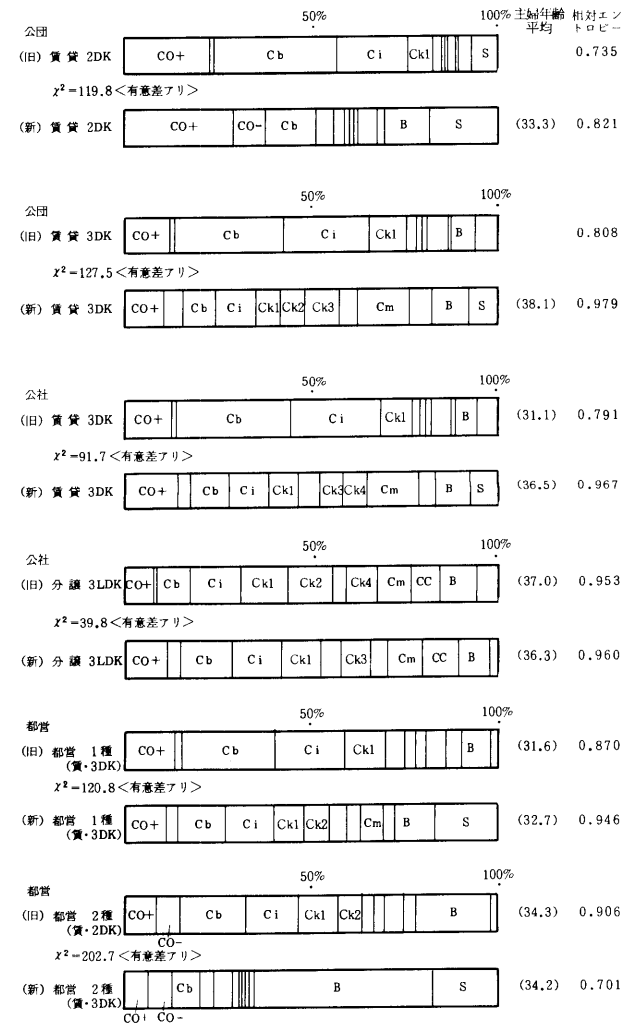 50% 100% 主婦年齢平均 相対エントロピー
公団
(旧) 賃貸 2DK CO+ Cb Ci Ck1 S 0.735
χ²=119.8<有意差アリ>
(新) 賃貸 2DK CO+ CO− Cb B S (33.3) 0.821
50% 100%
公団
(旧) 賃貸 3DK CO+ Cb Ci Ck1 B 0.808
χ²=127.5<有意差アリ>
(新) 賃貸 3DK CO+ Cb Ci Ck1 Ck2 Ck3 Cm B S (38.1) 0.979
50% 100%
公社
(旧) 賃貸 3DK CO+ Cb Ci Ck1 B (31.1) 0.791
χ²=91.7<有意差アリ>
(新) 賃貸 3DK CO+ Cb Ci Ck1 Ck3 Ck4 Cm B S (36.5) 0.967
50% 100%
公社
(旧) 分譲 3LDK CO+ Cb Ci Ck1 Ck2 Ck4 Cm CC B (37.0) 0.953
χ²=39.8<有意差アリ>
(新) 分譲 3LDK CO+ Cb Ci Ck1 Ck3 Cm CC B (36.3) 0.960
50% 100%
都営
(旧) 都営 1種 CO+ Cb Ci Ck1 B (31.6) 0.870
(賃・3DK)
χ²=120.8<有意差アリ>
(新) 都営 1種 CO+ Cb Ci Ck1 Ck2 Cm B S (32.7) 0.946
(賃・3DK)
50% 100%
都営
(旧) 都営 2種 CO+ Cb Ci Ck1 Ck2 B (34.3) 0.906
(賃・2DK)
CO−
χ²=202.7<有意差アリ>
(新) 都営 2種 Cb B S (34.2) 0.701
(賃・3DK)
CO+ CO−